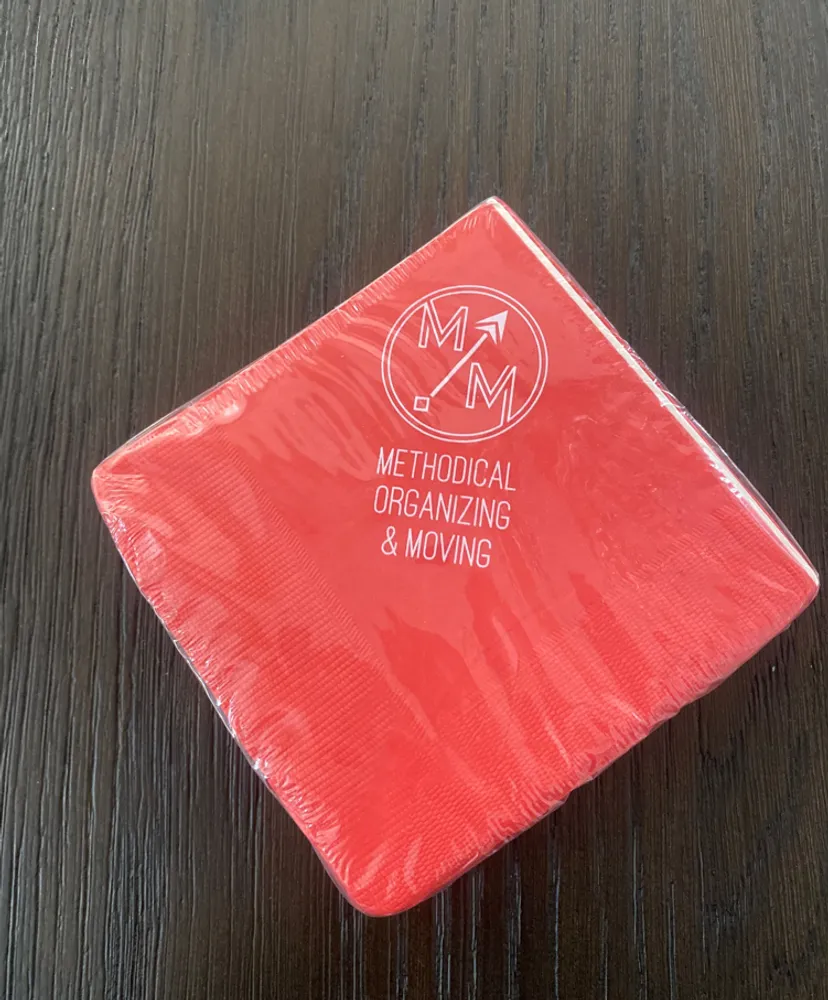 M
M
METHODICAL
ORGANIZING
& MOVING